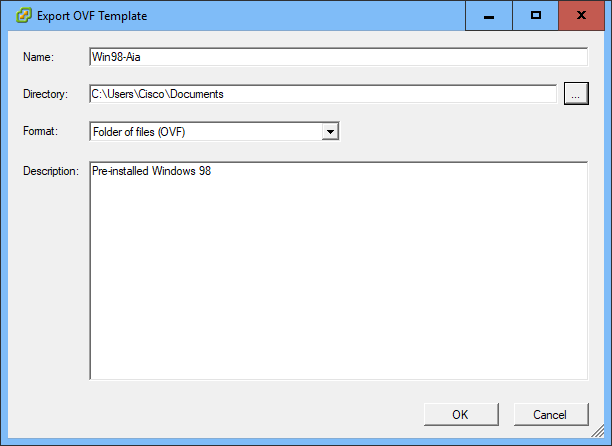 Export OVF Template
Name: Win98-Aia
Directory: C:\Users\Cisco\Documents ...
Format: Folder of files (OVF)
Description: Pre-installed Windows 98
OK Cancel